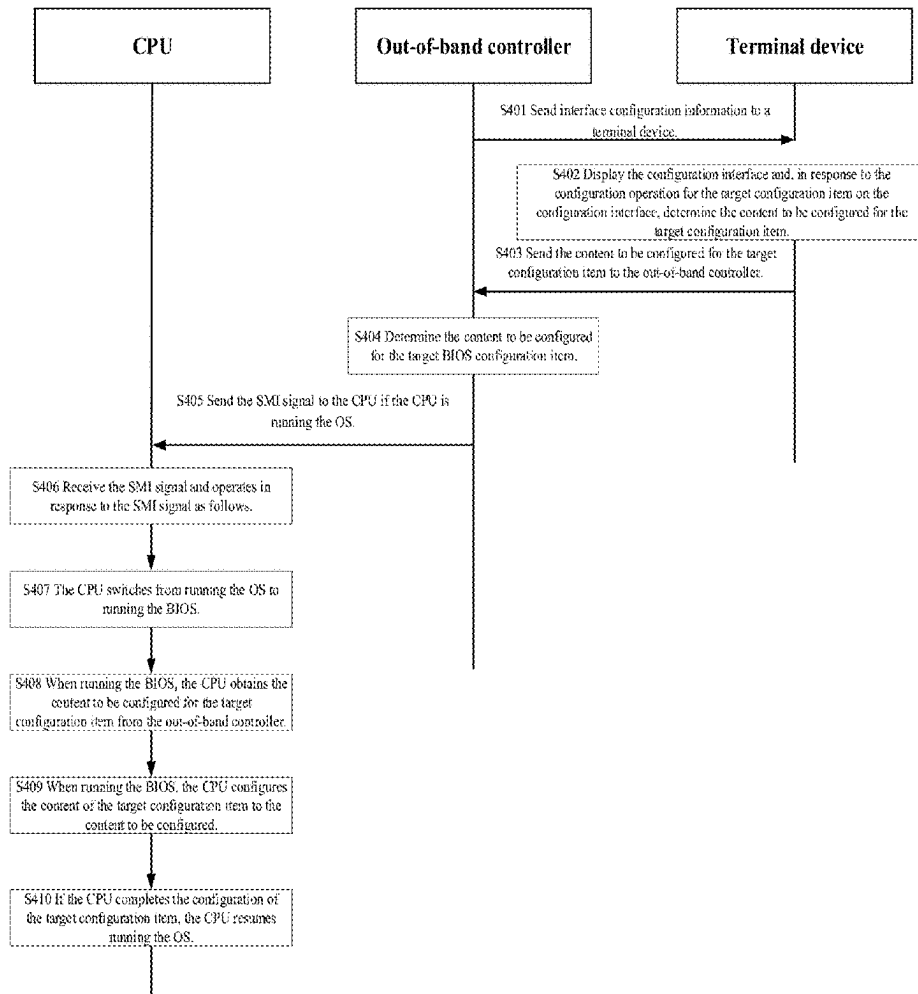 CPU
Out-of-band controller
Terminal device
S401 Send interface configuration information to a
terminal device.
S402 Display the configuration interface and, in response to the
configuration operation for the target configuration item on the
configuration interface, determine the content to be configured for the
target configuration item.
S403 Send the content to be configured for the target
configuration item to the out-of-band controller.
S404 Determine the content to be configured
for the target BIOS configuration item.
S405 Send the SMI signal to the CPU if the CPU is
running the OS.
S406 Receive the SMI signal and operates in
response to the SMI signal as follows.
S407 The CPU switches from running the OS to
running the BIOS.
S408 When running the BIOS, the CPU obtains the
content to be configured for the target
configuration item from the out-of-band controller.
S409 When running the BIOS, the CPU configures
the content of the target configuration item to the
content to be configured.
S410 If the CPU completes the configuration of
the target configuration item, the CPU resumes
running the OS.